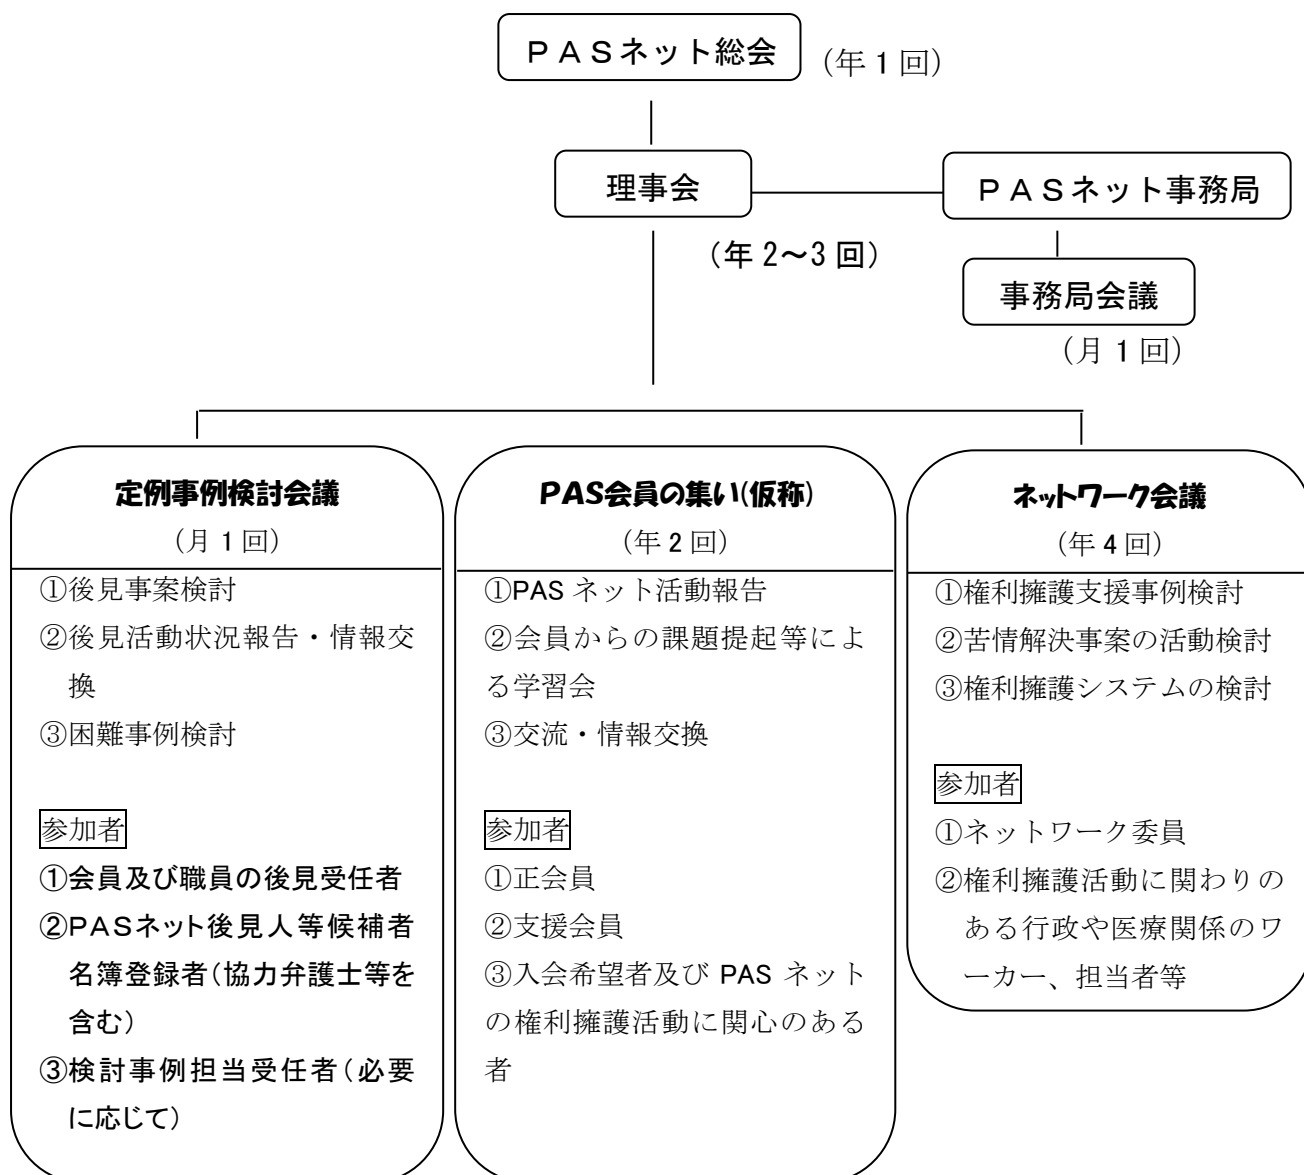 ＰＡＳネット総会
（年 1 回）
理事会
ＰＡＳネット事務局
（年 2～3 回）
事務局会議
（月 1 回）
定例事例検討会議
（月 1 回）
①後見事案検討
②後見活動状況報告・情報交
換
③困難事例検討
参加者
①会員及び職員の後見受任者
②PASネット後見人等候補者
名簿登録者（協力弁護士等を
含む）
③検討事例担当受任者（必要
に応じて）
PAS会員の集い(仮称)
（年 2 回）
①PAS ネット活動報告
②会員からの課題提起等によ
る学習会
③交流・情報交換
参加者
①正会員
②支援会員
③入会希望者及び PAS ネット
の権利擁護活動に関心のある
者
ネットワーク会議
（年 4 回）
①権利擁護支援事例検討
②苦情解決事案の活動検討
③権利擁護システムの検討
参加者
①ネットワーク委員
②権利擁護活動に関わりの
ある行政や医療関係のワ
ーカー、担当者等